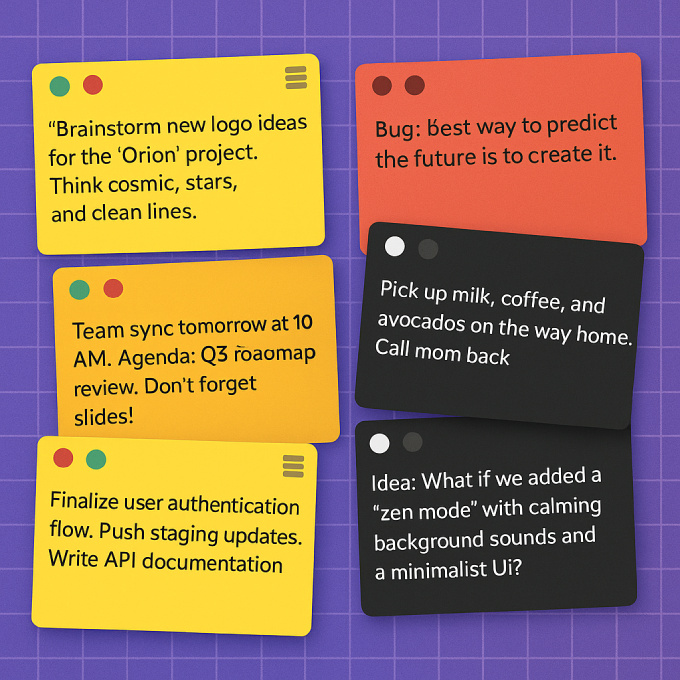 “Brainstorm new logo ideas
for the ‘Orion’ project.
Think cosmic, stars,
and clean lines.
Team sync tomorrow at 10
AM. Agenda: Q3 roaomap
review. Don't forget
slides!
Finalize user authentication
flow. Push staging updates.
Write API documentation
Bug: best way to predict
the future is to create it.
Pick up milk, coffee, and
avocados on the way home.
Call mom back
Idea: What if we added a
“zen mode” with calming
background sounds and
a minimalist Ui?